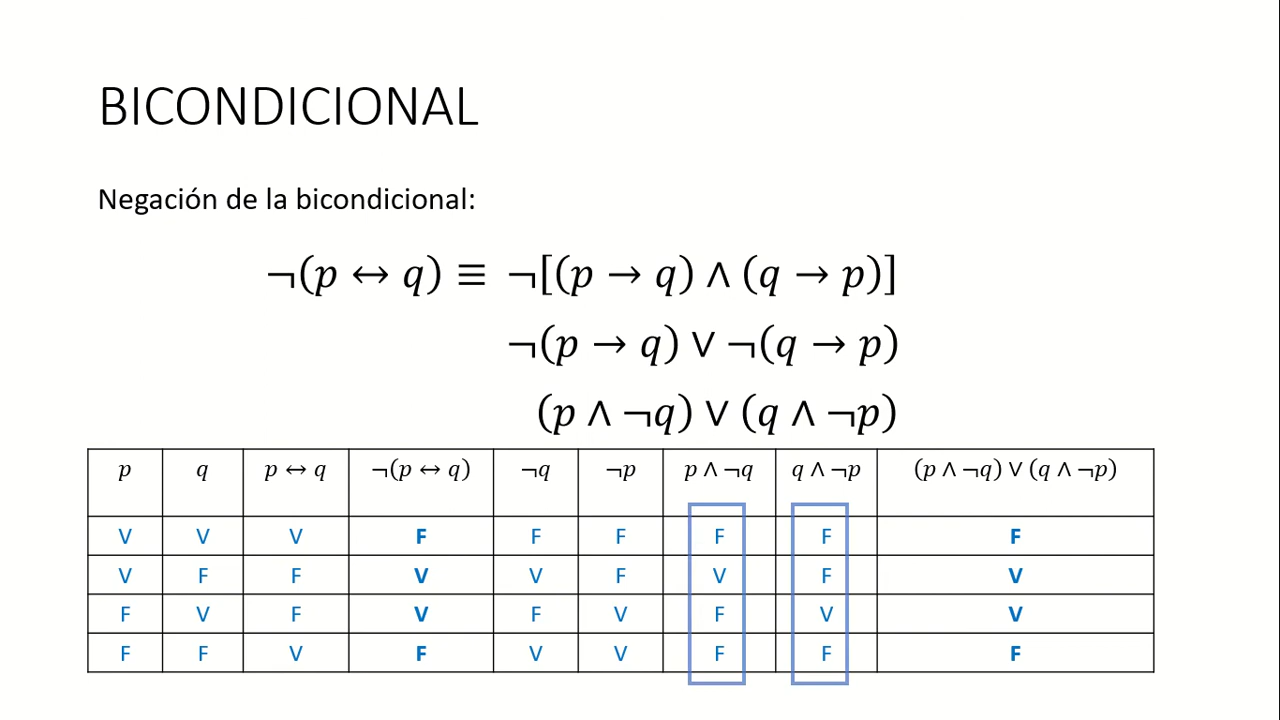 BICONDICIONAL
Negación de la bicondicional:
¬(p ↔ q) ≡ ¬[(p → q) ∧ (q → p)]
¬(p → q) ∨ ¬(q → p)
(p ∧ ¬q) ∨ (q ∧ ¬p)
p q p ↔ q ¬(p ↔ q) ¬q ¬p p ∧ ¬q q ∧ ¬p (p ∧ ¬q) ∨ (q ∧ ¬p)
V V V F F F F F F
V F F V V F V F V
F V F V F V F V V
F F V F V V F F F